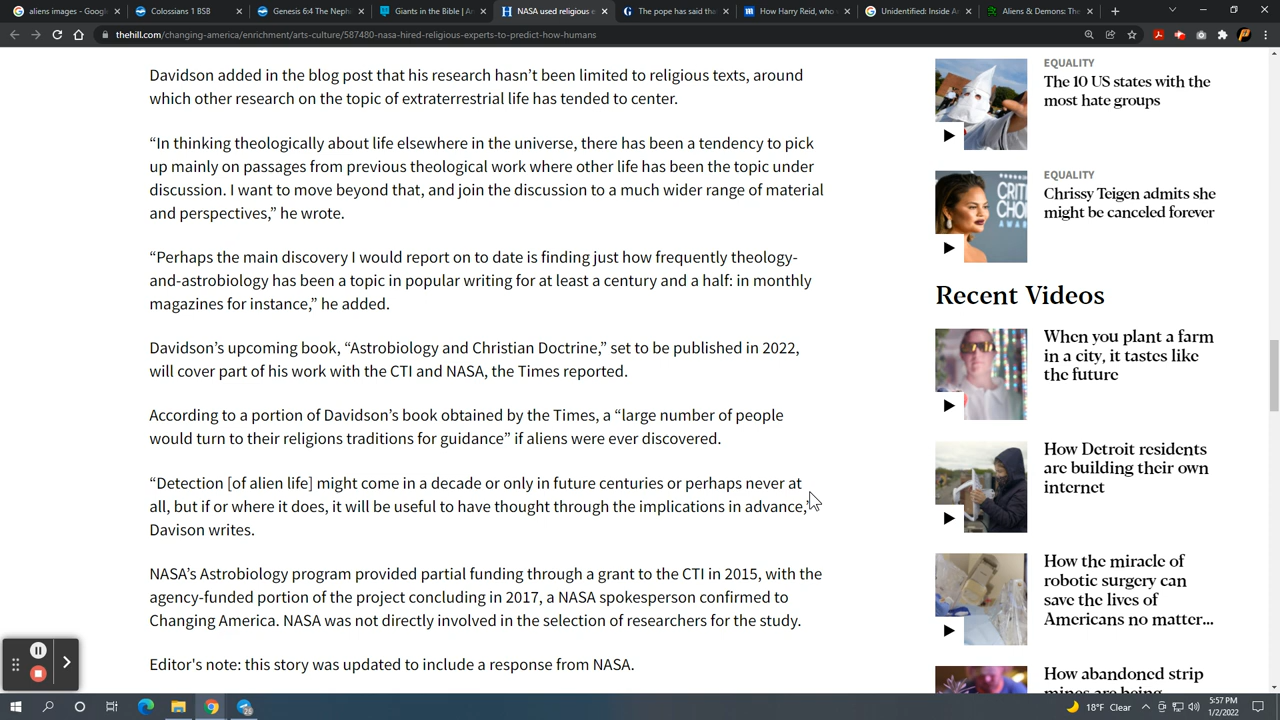 aliens images - Google
Colossians 1 BSB
Genesis 6:4 The Neph
Giants in the Bible | A
NASA used religious e
The pope has said tha
How Harry Reid, who
Unidentified: Inside A
Aliens & Demons: The
thehill.com/changing-america/enrichment/arts-culture/587480-nasa-hired-religious-experts-to-predict-how-humans
Davidson added in the blog post that his research hasn't been limited to religious texts, around
which other research on the topic of extraterrestrial life has tended to center.
“In thinking theologically about life elsewhere in the universe, there has been a tendency to pick
up mainly on passages from previous theological work where other life has been the topic under
discussion. I want to move beyond that, and join the discussion to a much wider range of material
and perspectives,” he wrote.
“Perhaps the main discovery I would report on to date is finding just how frequently theology-
and-astrobiology has been a topic in popular writing for at least a century and a half: in monthly
magazines for instance,” he added.
Davidson's upcoming book, “Astrobiology and Christian Doctrine,” set to be published in 2022,
will cover part of his work with the CTI and NASA, the Times reported.
According to a portion of Davidson's book obtained by the Times, a “large number of people
would turn to their religions traditions for guidance” if aliens were ever discovered.
“Detection [of alien life] might come in a decade or only in future centuries or perhaps never at
all, but if or where it does, it will be useful to have thought through the implications in advance,”
Davison writes.
NASA's Astrobiology program provided partial funding through a grant to the CTI in 2015, with the
agency-funded portion of the project concluding in 2017, a NASA spokesperson confirmed to
Changing America. NASA was not directly involved in the selection of researchers for the study.
Editor's note: this story was updated to include a response from NASA.
EQUALITY
The 10 US states with the
most hate groups
EQUALITY
Chrissy Teigen admits she
might be canceled forever
Recent Videos
When you plant a farm
in a city, it tastes like
the future
How Detroit residents
are building their own
internet
How the miracle of
robotic surgery can
save the lives of
Americans no matter...
How abandoned strip
mines are being
18°F Clear
5:57 PM
1/2/2022